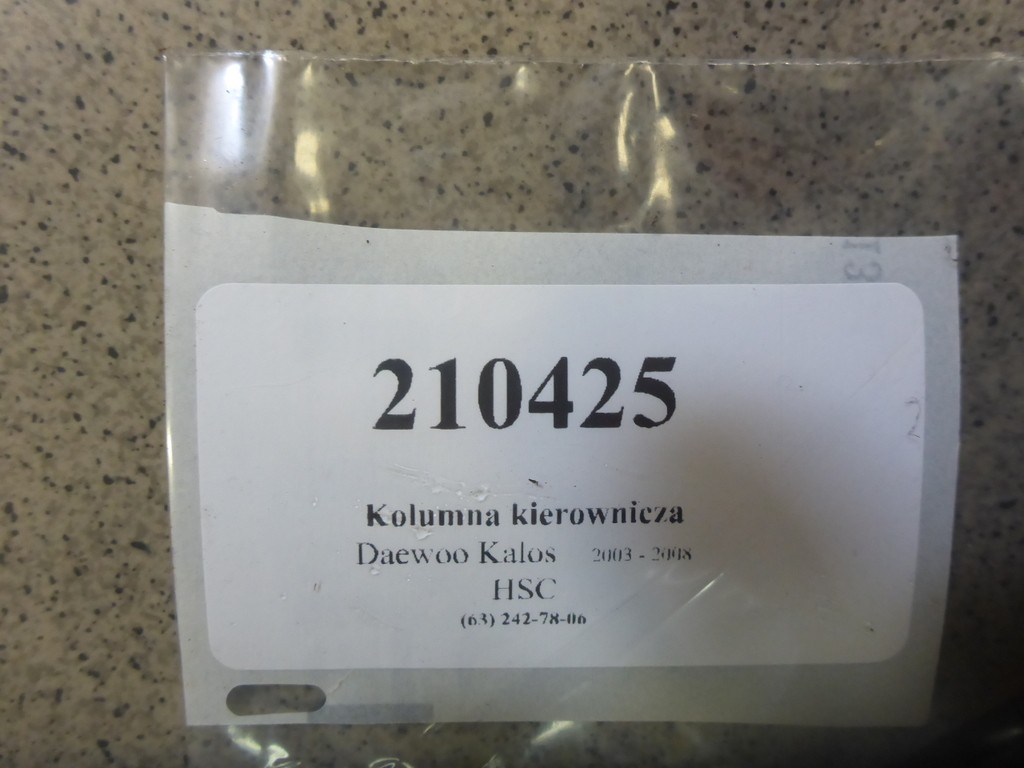 210425
Kolumna kierownicza
Daewoo Kalos 2003 - 2008
HSC
(63) 242-78-06